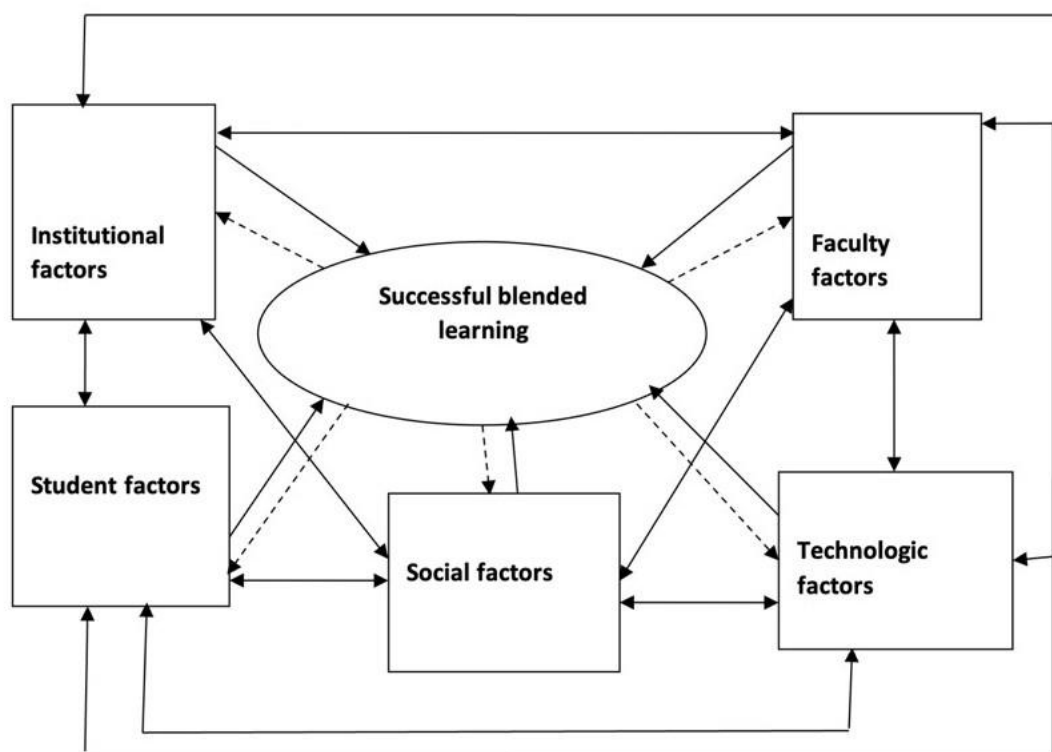 Institutional
factors
Faculty
factors
Successful blended
learning
Student factors
Social factors
Technologic
factors